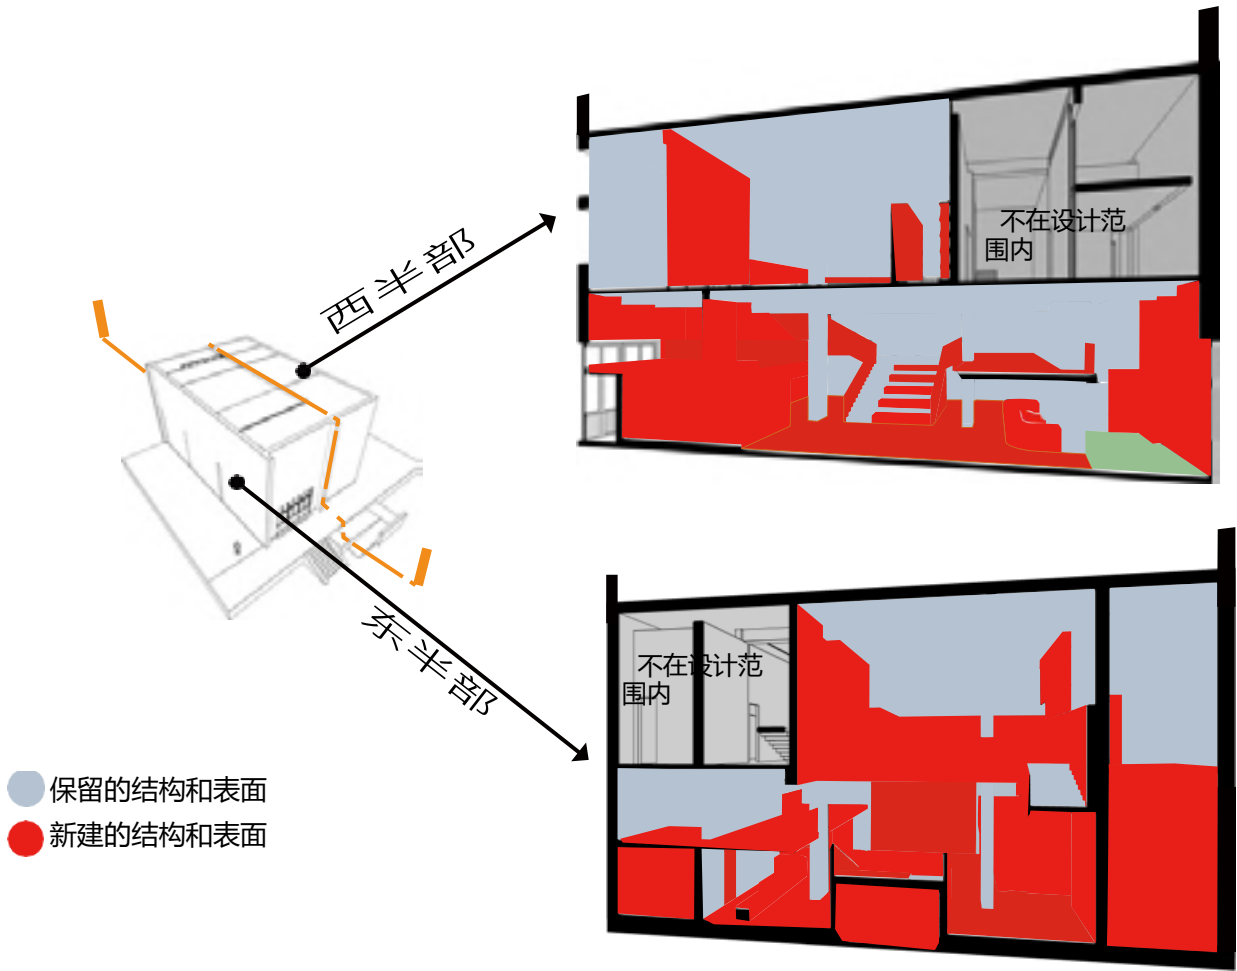 不在设计范
围内
西半部
东半部
不在设计范
围内
保留的结构和表面
新建的结构和表面